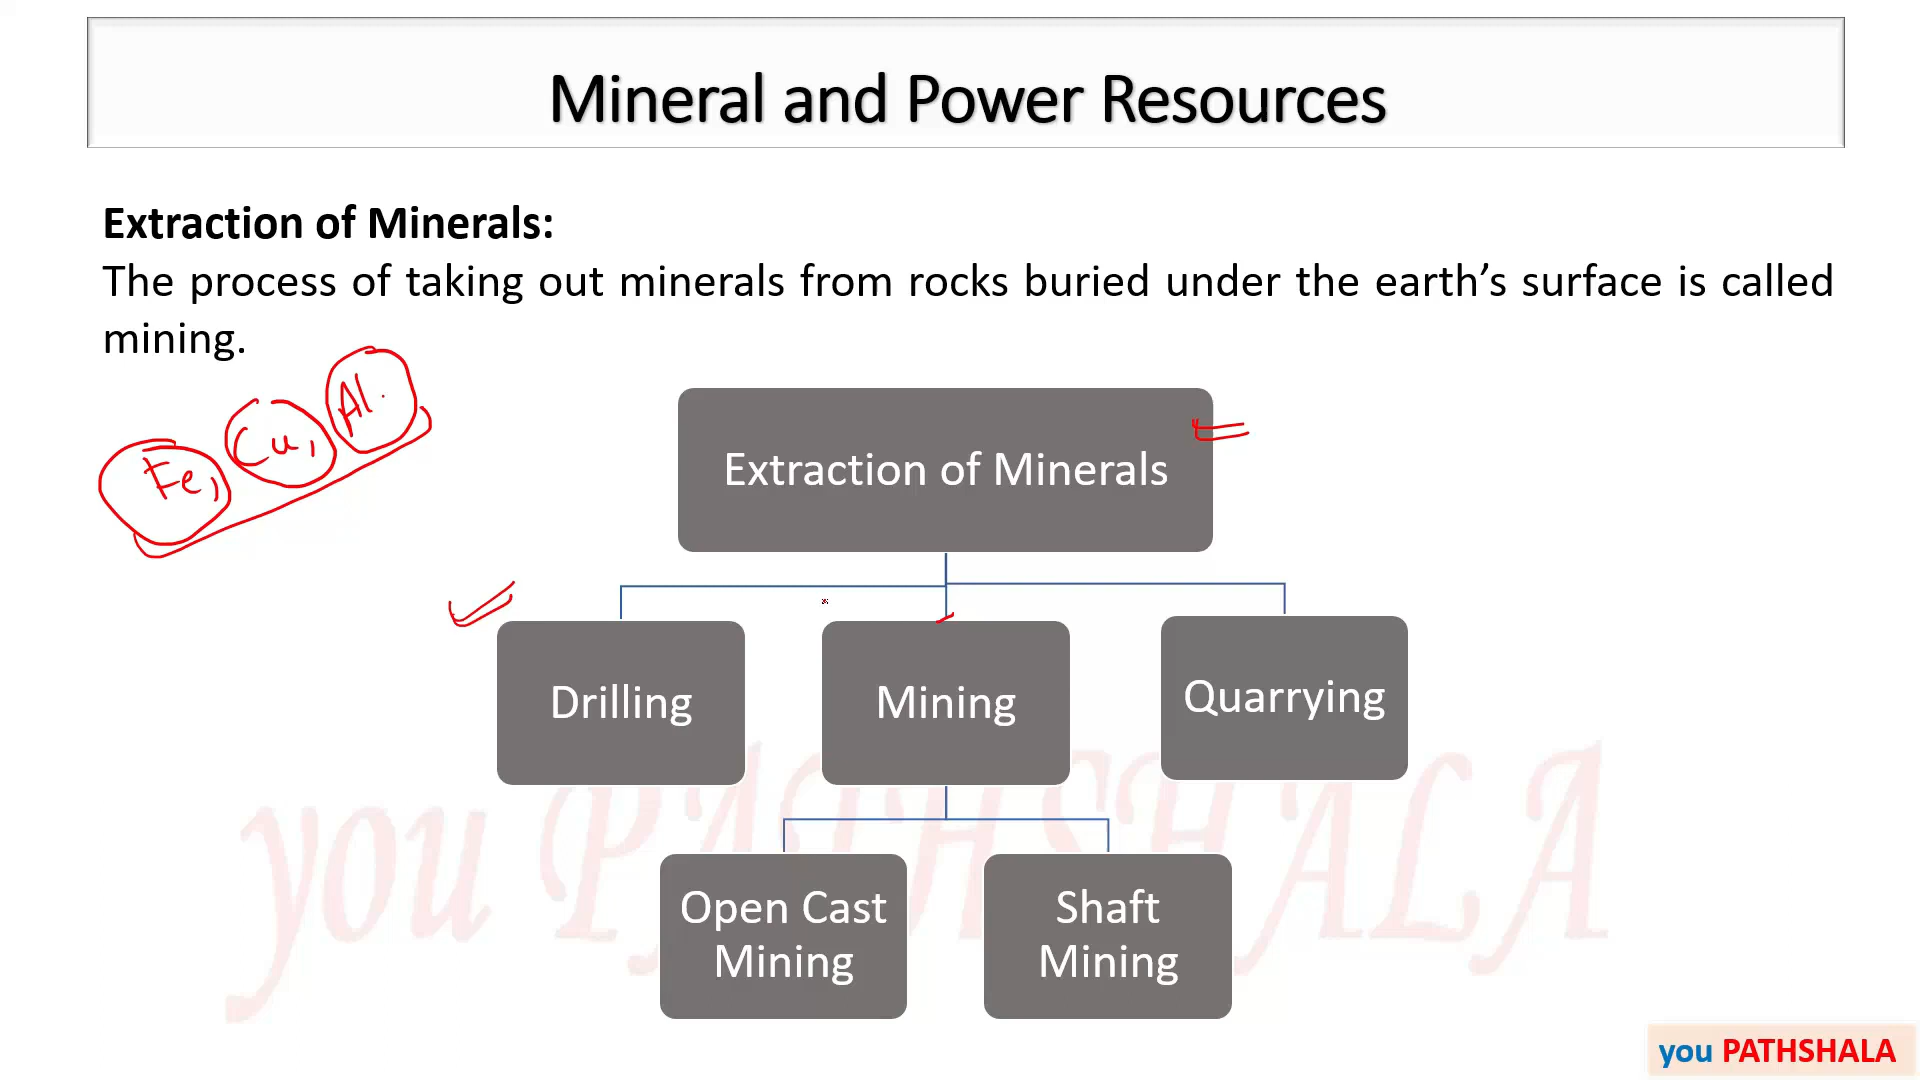 Mineral and Power Resources
Extraction of Minerals:
The process of taking out minerals from rocks buried under the earth’s surface is called
mining.
Fe, Cu, Al.
Extraction of Minerals
Drilling
Mining
Quarrying
Open Cast
Mining
Shaft
Mining
you PATHSHALA
you PATHSHALA